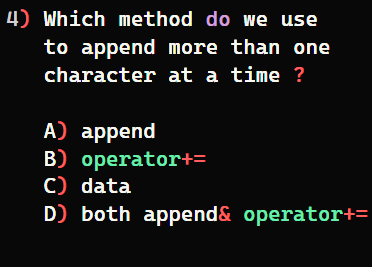 4) Which method do we use
to append more than one
character at a time ?
A) append
B) operator+=
C) data
D) both append& operator+=